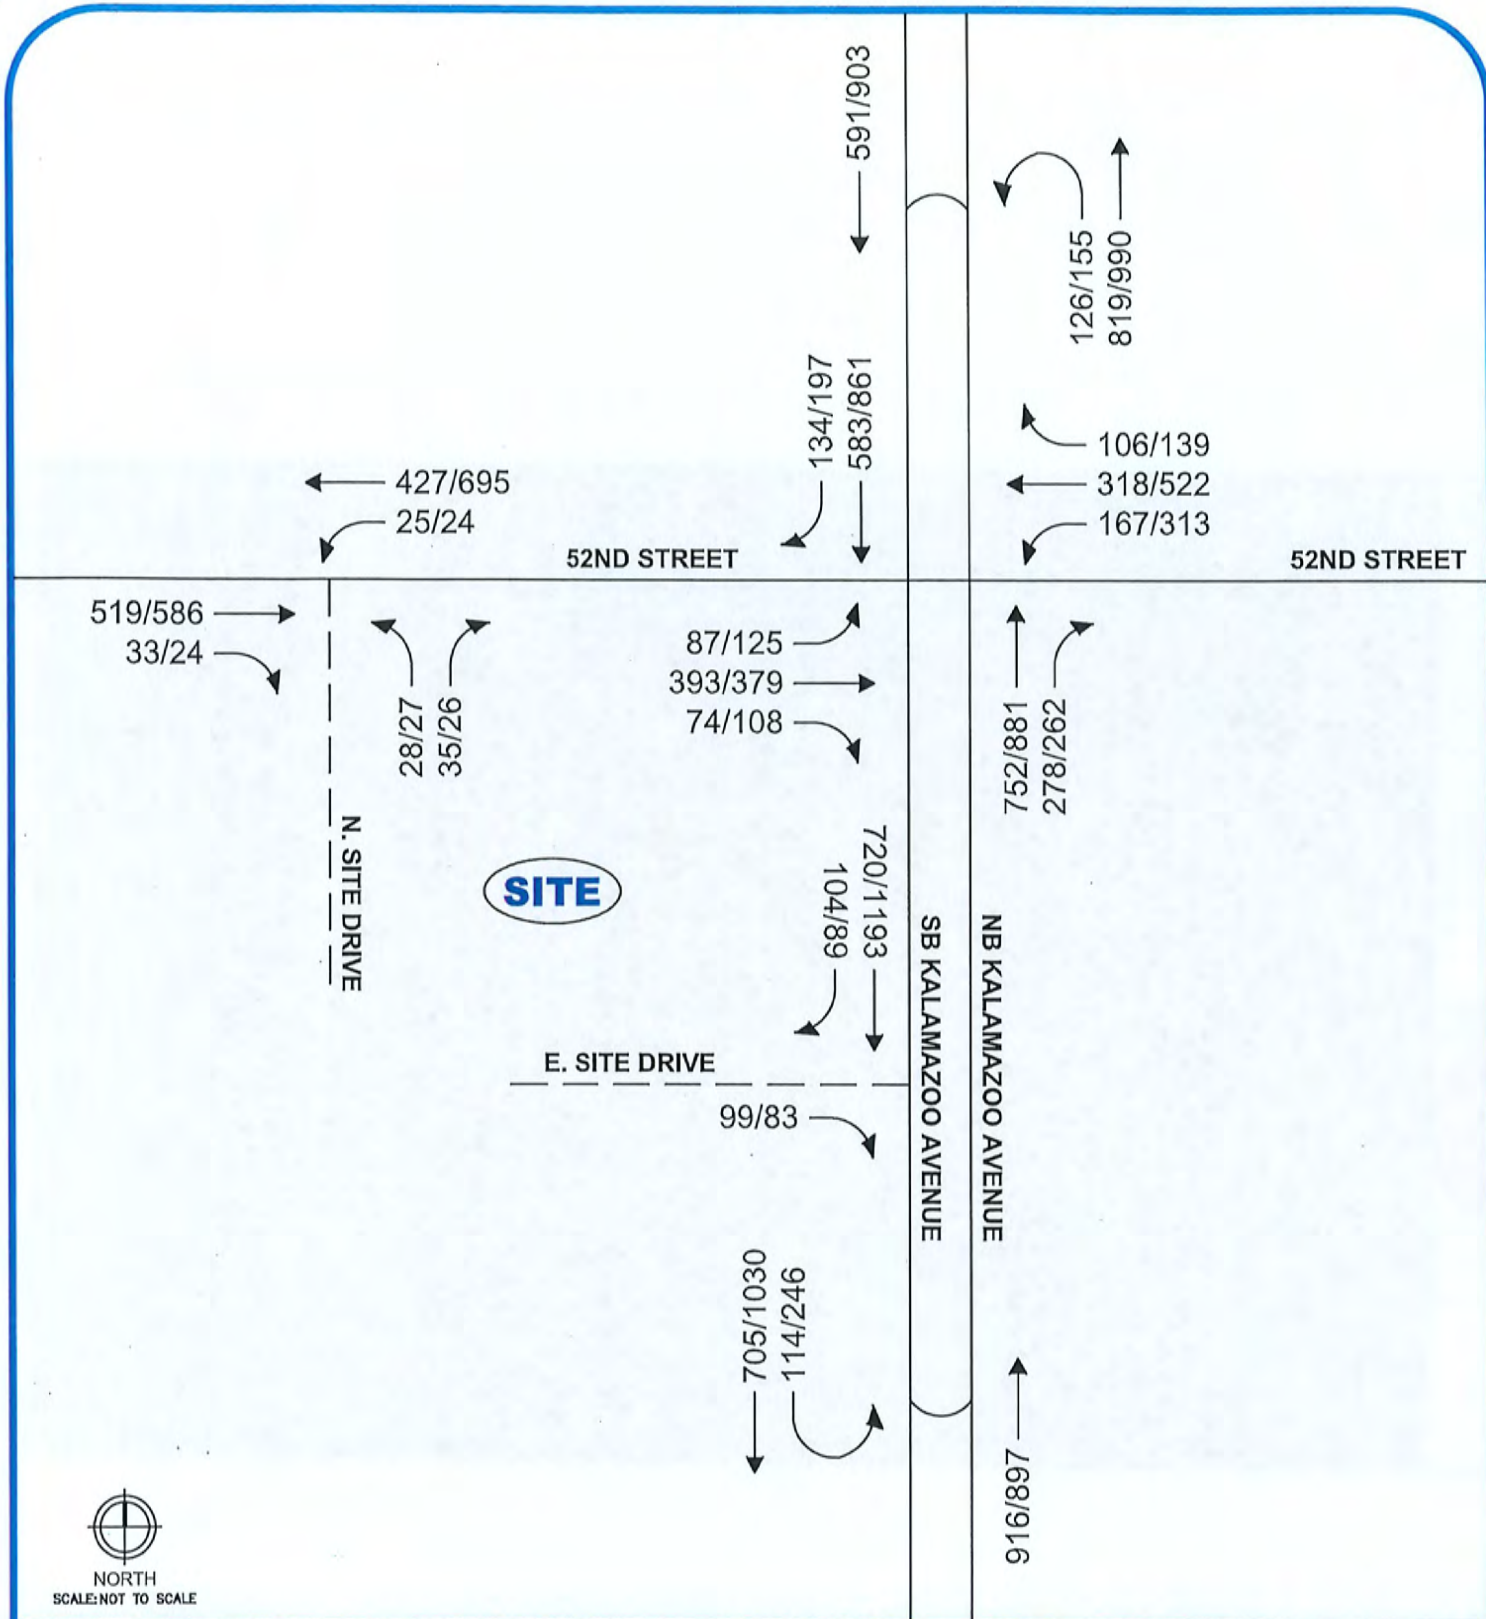 591/903
126/155
819/990
134/197
583/861
106/139
318/522
167/313
427/695
25/24
52ND STREET
52ND STREET
519/586
33/24
28/27
35/26
87/125
393/379
74/108
752/881
278/262
720/1193
104/89
N. SITE DRIVE
SITE
SB KALAMAZOO AVENUE
NB KALAMAZOO AVENUE
E. SITE DRIVE
99/83
705/1030
114/246
916/897
NORTH
SCALE:NOT TO SCALE